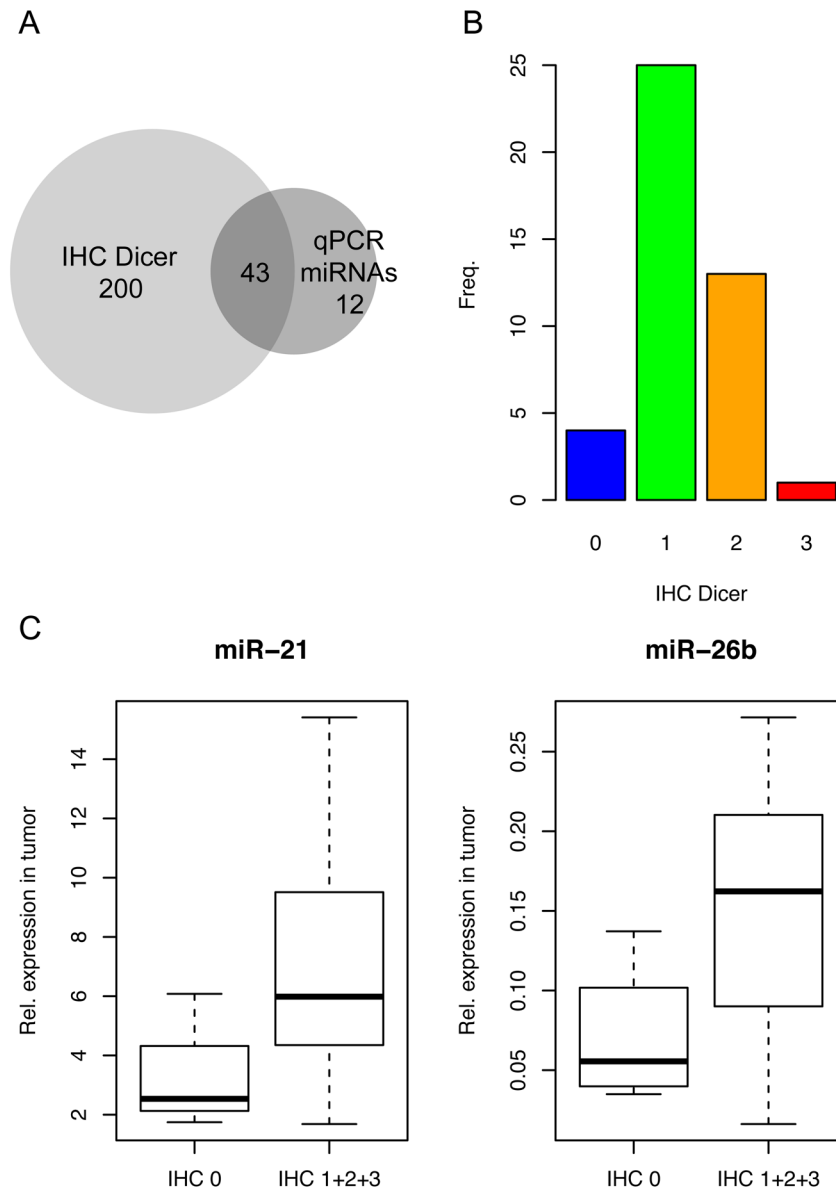 A
IHC Dicer
200
43
qPCR
miRNAs
12
B
Freq.
25
20
15
10
5
0
0 1 2 3
IHC Dicer
C
miR−21
Rel. expression in tumor
14
12
10
8
6
4
2
IHC 0 IHC 1+2+3
miR−26b
Rel. expression in tumor
0.25
0.20
0.15
0.10
0.05
IHC 0 IHC 1+2+3